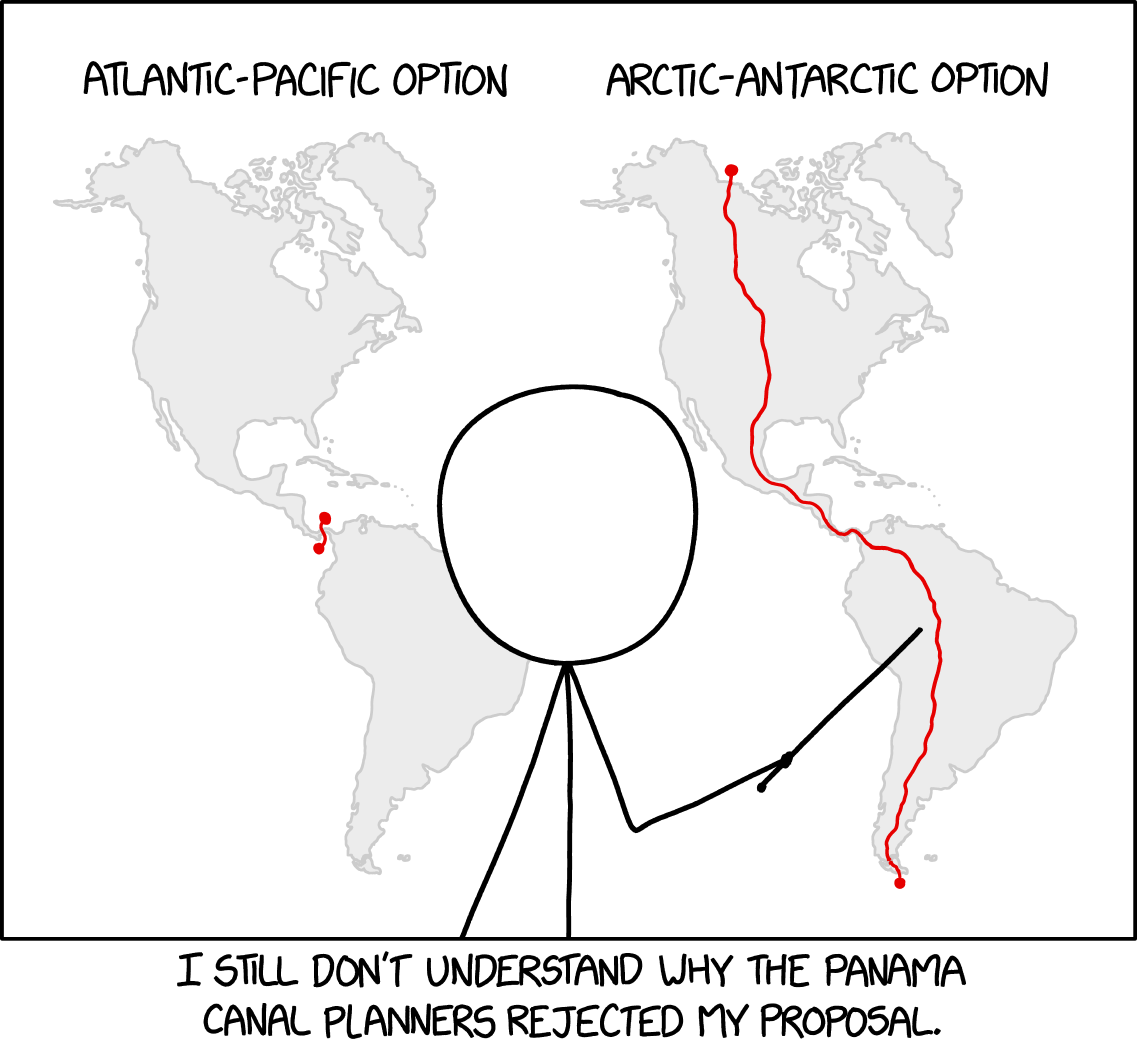 ATLANTIC-PACIFIC OPTION
ARCTIC-ANTARCTIC OPTION
I STILL DON'T UNDERSTAND WHY THE PANAMA
CANAL PLANNERS REJECTED MY PROPOSAL.